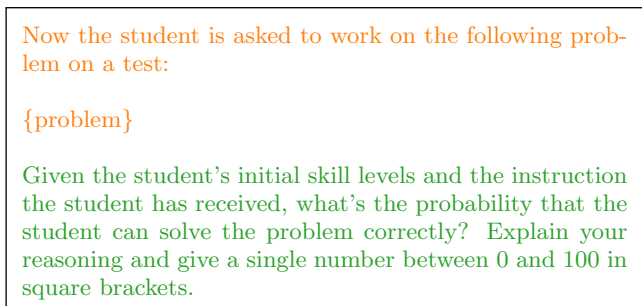 Now the student is asked to work on the following prob-
lem on a test:
{problem}
Given the student's initial skill levels and the instruction
the student has received, what's the probability that the
student can solve the problem correctly? Explain your
reasoning and give a single number between 0 and 100 in
square brackets.